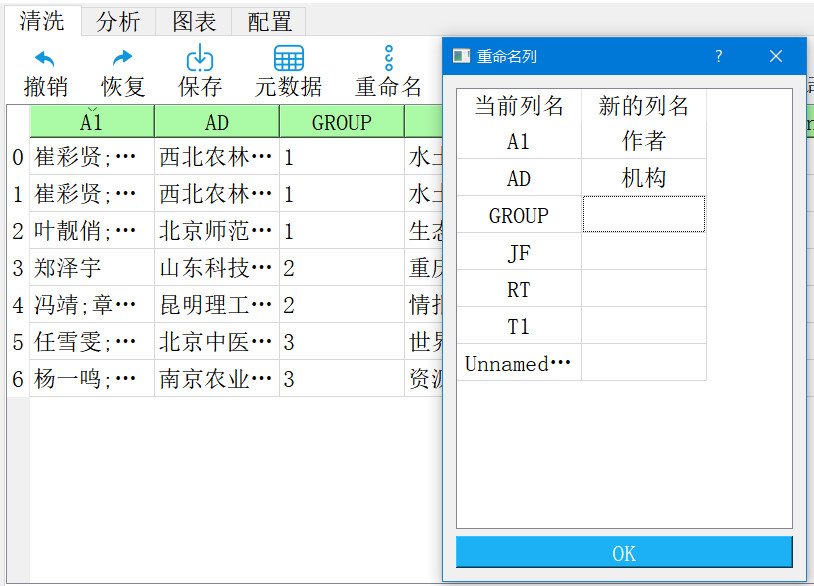 清洗 分析 图表 配置
撤销 恢复 保存 元数据 重命名
A1 AD GROUP
0 崔彩贤;… 西北农林… 1 水土
1 崔彩贤;… 西北农林… 1 水土
2 叶靓俏;… 北京师范… 1 生态
3 郑泽宇 山东科技… 2 重庆
4 冯靖;章… 昆明理工… 2 情报
5 任雪雯;… 北京中医… 3 世界
6 杨一鸣;… 南京农业… 3 资源
重命名列 ?
当前列名 新的列名
A1 作者
AD 机构
GROUP
JF
RT
T1
Unnamed…
OK